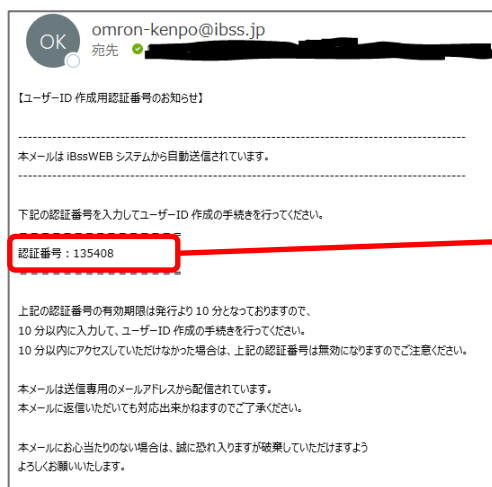 OK
omron-kenpo@ibss.jp
宛先
【ユーザーID 作成用認証番号のお知らせ】
----------------------------------------------------------------------------------------------
本メールは iBssWEB システムから自動送信されています。
----------------------------------------------------------------------------------------------
下記の認証番号を入力してユーザーID 作成の手続きを行ってください。
================
認証番号：135408
================
上記の認証番号の有効期限は発行より 10 分となっておりますので、
10 分以内に入力して、ユーザーID 作成の手続きを行ってください。
10 分以内にアクセスしていただけなかった場合は、上記の認証番号は無効になりますのでご注意ください。
本メールは送信専用のメールアドレスから配信されています。
本メールに返信いただいても対応出来かねますのでご了承ください。
本メールにお心当たりのない場合は、誠に恐れ入りますが破棄していただけますよう
よろしくお願いいたします。